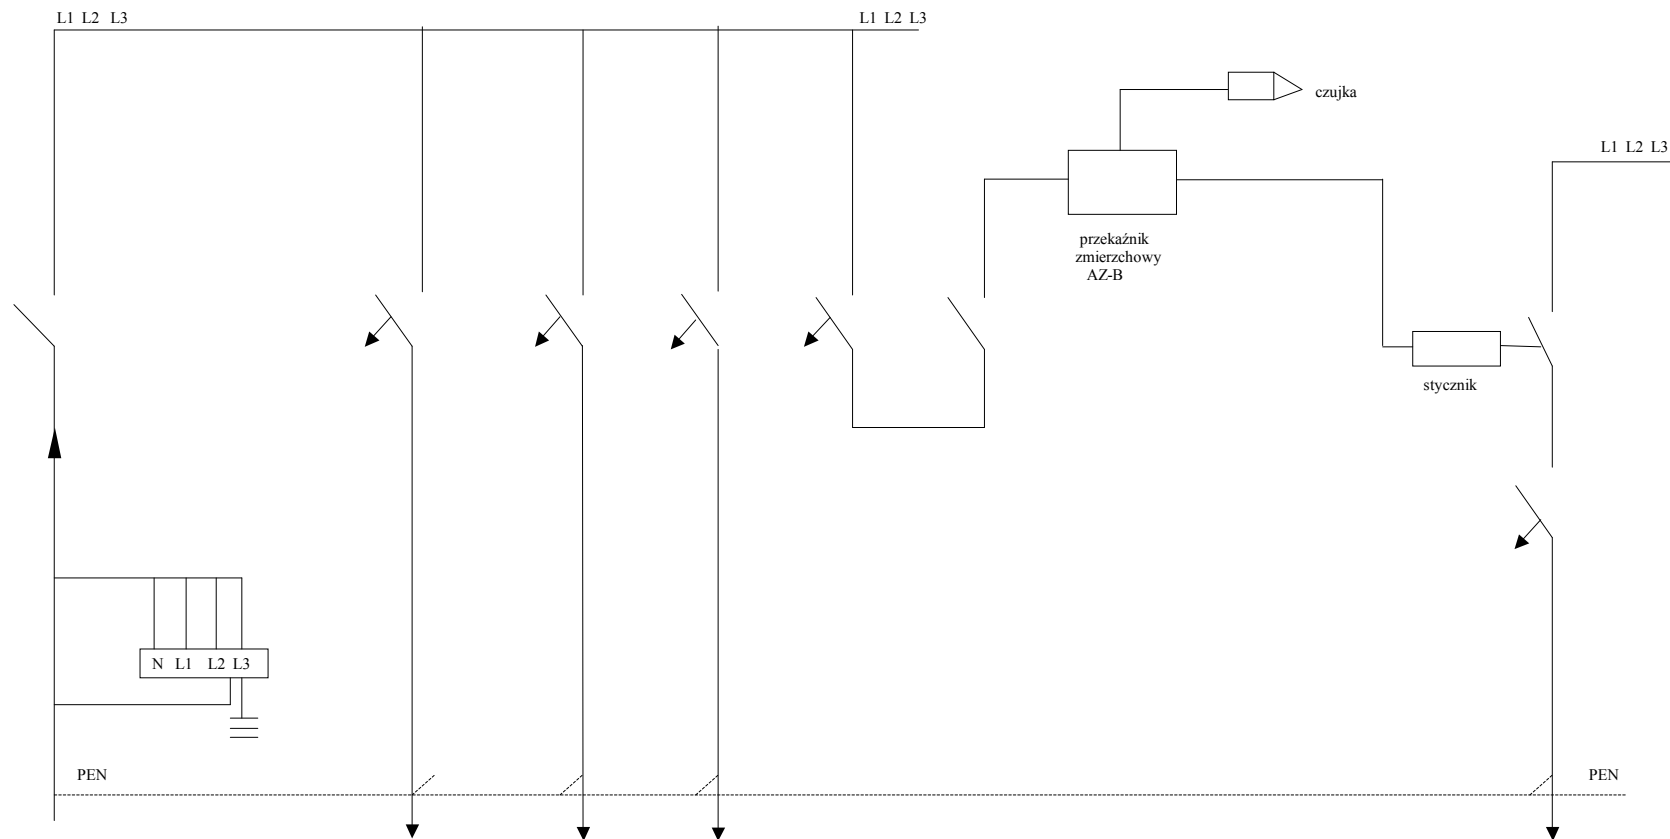 L1 L2 L3
L1 L2 L3
czujka
L1 L2 L3
przekaźnik
zmierzchowy
AZ-B
stycznik
N L1 L2 L3
PEN
PEN